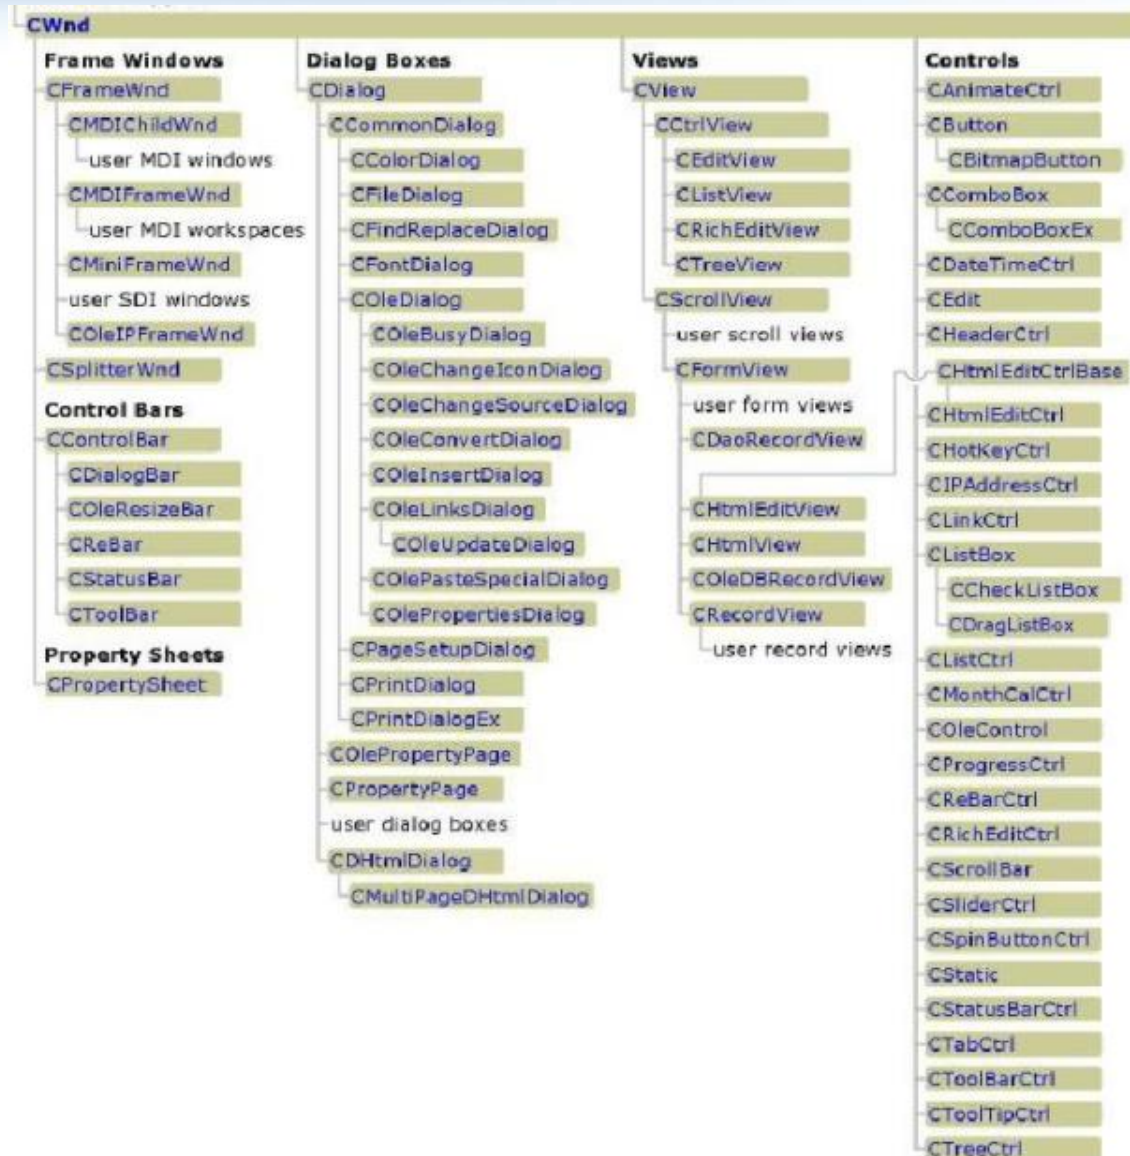 CWnd
Frame Windows
CFrameWnd
CMDIChildWnd
user MDI windows
CMDIFrameWnd
user MDI workspaces
CMiniFrameWnd
user SDI windows
COleIPFrameWnd
CSplitterWnd
Control Bars
CControlBar
CDialogBar
COleResizeBar
CReBar
CStatusBar
CToolBar
Property Sheets
CPropertySheet
Dialog Boxes
CDialog
CCommonDialog
CColorDialog
CFileDialog
CFindReplaceDialog
CFontDialog
COleDialog
COleBusyDialog
COleChangeIconDialog
COleChangeSourceDialog
COleConvertDialog
COleInsertDialog
COleLinksDialog
COleUpdateDialog
COlePasteSpecialDialog
COlePropertiesDialog
CPageSetupDialog
CPrintDialog
CPrintDialogEx
COlePropertyPage
CPropertyPage
user dialog boxes
CDHtmlDialog
CMultiPageDHtmlDialog
Views
CView
CCtrlView
CEditView
CListView
CRichEditView
CTreeView
CScrollView
user scroll views
CFormView
user form views
CDaoRecordView
CHtmlEditView
CHtmlView
COleDBRecordView
CRecordView
user record views
Controls
CAnimateCtrl
CButton
CBitmapButton
CComboBox
CComboBoxEx
CDateTimeCtrl
CEdit
CHeaderCtrl
CHtmlEditCtrlBase
CHtmlEditCtrl
CHotKeyCtrl
CIPAddressCtrl
CLinkCtrl
CListBox
CCheckListBox
CDragListBox
CListCtrl
CMonthCalCtrl
COleControl
CProgressCtrl
CReBarCtrl
CRichEditCtrl
CScrollBar
CSliderCtrl
CSpinButtonCtrl
CStatic
CStatusBarCtrl
CTabCtrl
CToolBarCtrl
CToolTipCtrl
CTreeCtrl